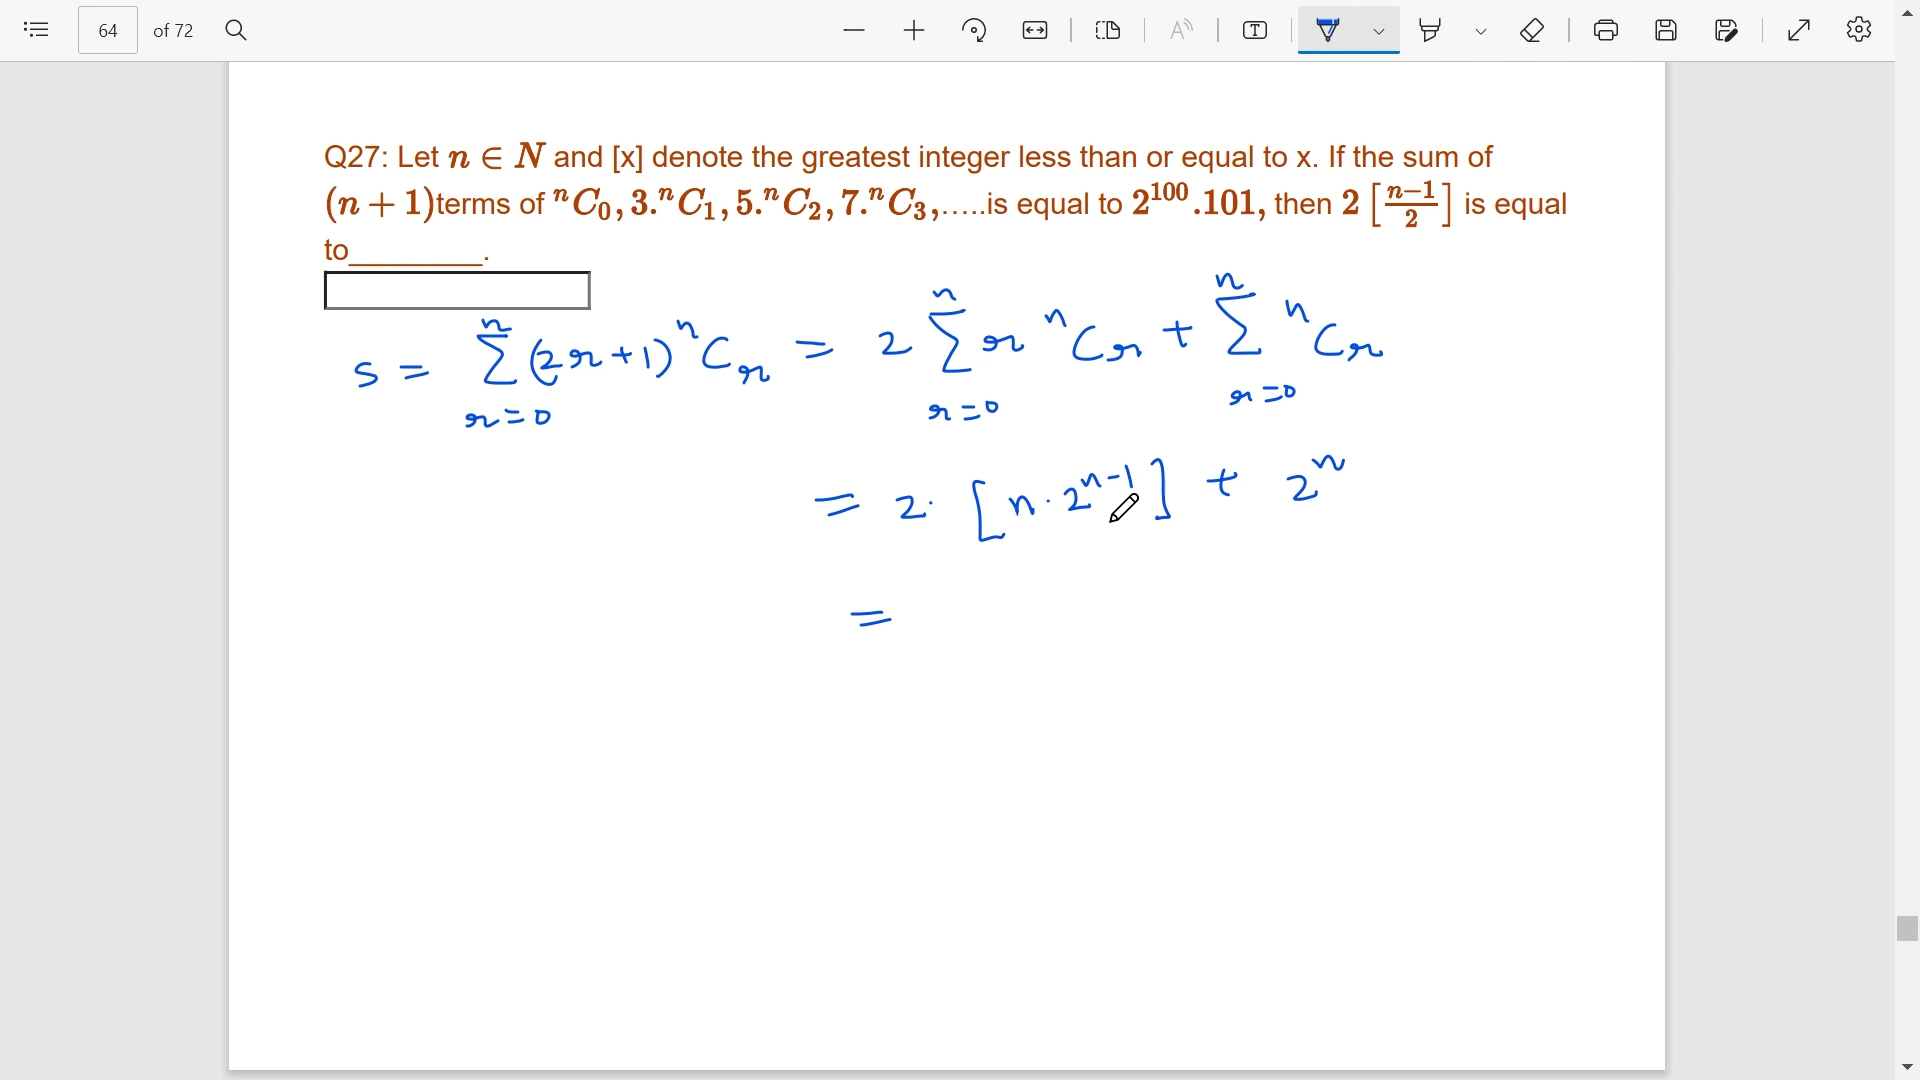 64 of 72
Q27: Let n ∈ N and [x] denote the greatest integer less than or equal to x. If the sum of
(n + 1)terms of ⁿC₀, 3.ⁿC₁, 5.ⁿC₂, 7.ⁿC₃,…..is equal to 2¹⁰⁰.101, then 2 [(n−1)/2] is equal
to_________.
s = Σ_{r=0}^{n} (2r+1) ⁿCᵣ = 2 Σ_{r=0}^{n} r ⁿCᵣ + Σ_{r=0}^{n} ⁿCᵣ
= 2· [n·2ⁿ⁻¹] + 2ⁿ
=